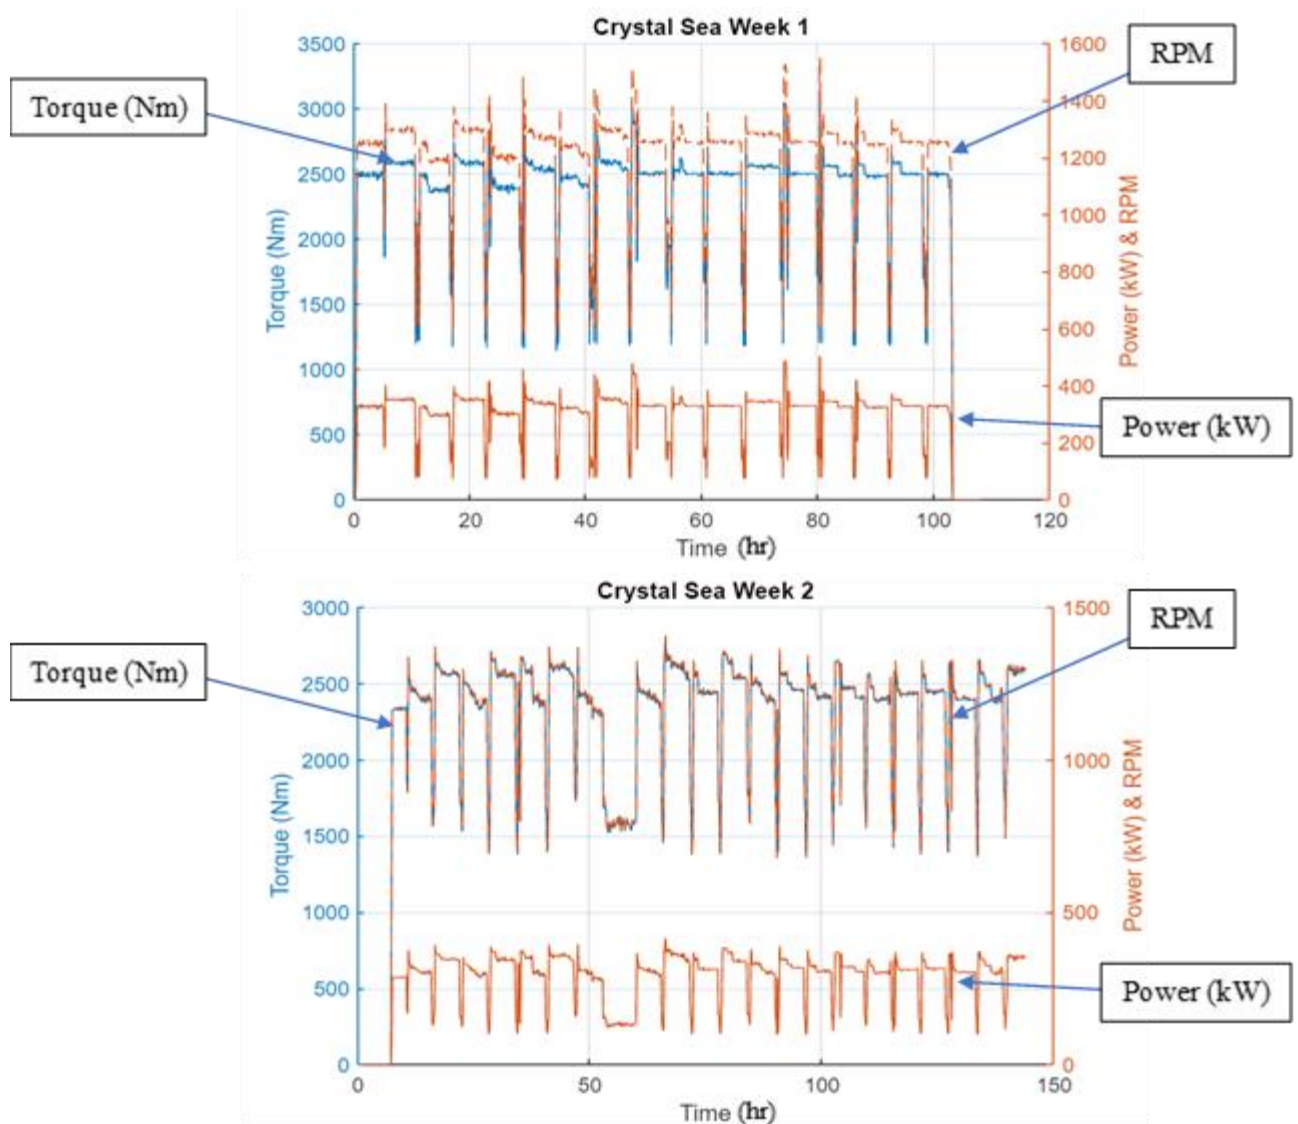 Crystal Sea Week 1
RPM
Torque (Nm)
3500
3000
2500
2000
1500
1000
500
0
Torque (Nm)
1600
1400
1200
1000
800
600
400
200
0
Power (kW) & RPM
Power (kW)
0 20 40 60 80 100 120
Time (hr)
Crystal Sea Week 2
RPM
Torque (Nm)
3000
2500
2000
1500
1000
500
0
Torque (Nm)
1500
1000
500
0
Power (kW) & RPM
Power (kW)
0 50 100 150
Time (hr)